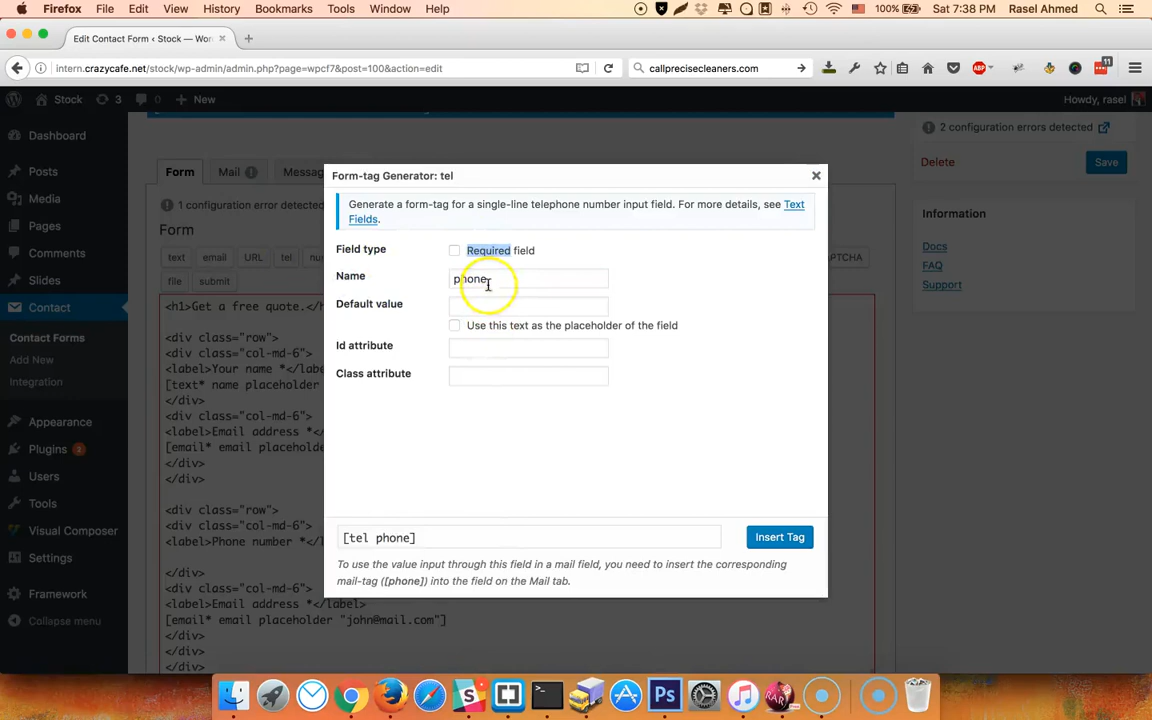 Firefox File Edit View History Bookmarks Tools Window Help 100% Sat 7:38 PM Rasel Ahmed
Edit Contact Form ‹ Stock — Wor
intern.crazycafe.net/stock/wp-admin/admin.php?page=wpcf7&post=100&action=edit
callprecisecleaners.com
ABP
11
Stock 3 0 New Howdy, rasel
Dashboard
Posts
Media
Pages
Comments
Slides
Contact
Contact Forms
Add New
Integration
Appearance
Plugins 2
Users
Tools
Visual Composer
Settings
Framework
Collapse menu
2 configuration errors detected
Delete Save
Information
Docs
FAQ
Support
Form Mail Messa
1 configuration error detected
Form
text email URL tel nu CAPTCHA
file submit
<h1>Get a free quote.</h
<div class="row">
<div class="col-md-6">
<label>Your name *</label
[text* name placeholder
</div>
<div class="col-md-6">
<label>Email address *</
[email* email placehold
</div>
</div>
<div class="row">
<div class="col-md-6">
<label>Phone number *</l
</div>
<div class="col-md-6">
<label>Email address *</label>
[email* email placeholder "john@mail.com"]
</div>
</div>
Form-tag Generator: tel
Generate a form-tag for a single-line telephone number input field. For more details, see Text
Fields.
Field type Required field
Name phone
Default value
Use this text as the placeholder of the field
Id attribute
Class attribute
[tel phone] Insert Tag
To use the value input through this field in a mail field, you need to insert the corresponding
mail-tag ([phone]) into the field on the Mail tab.